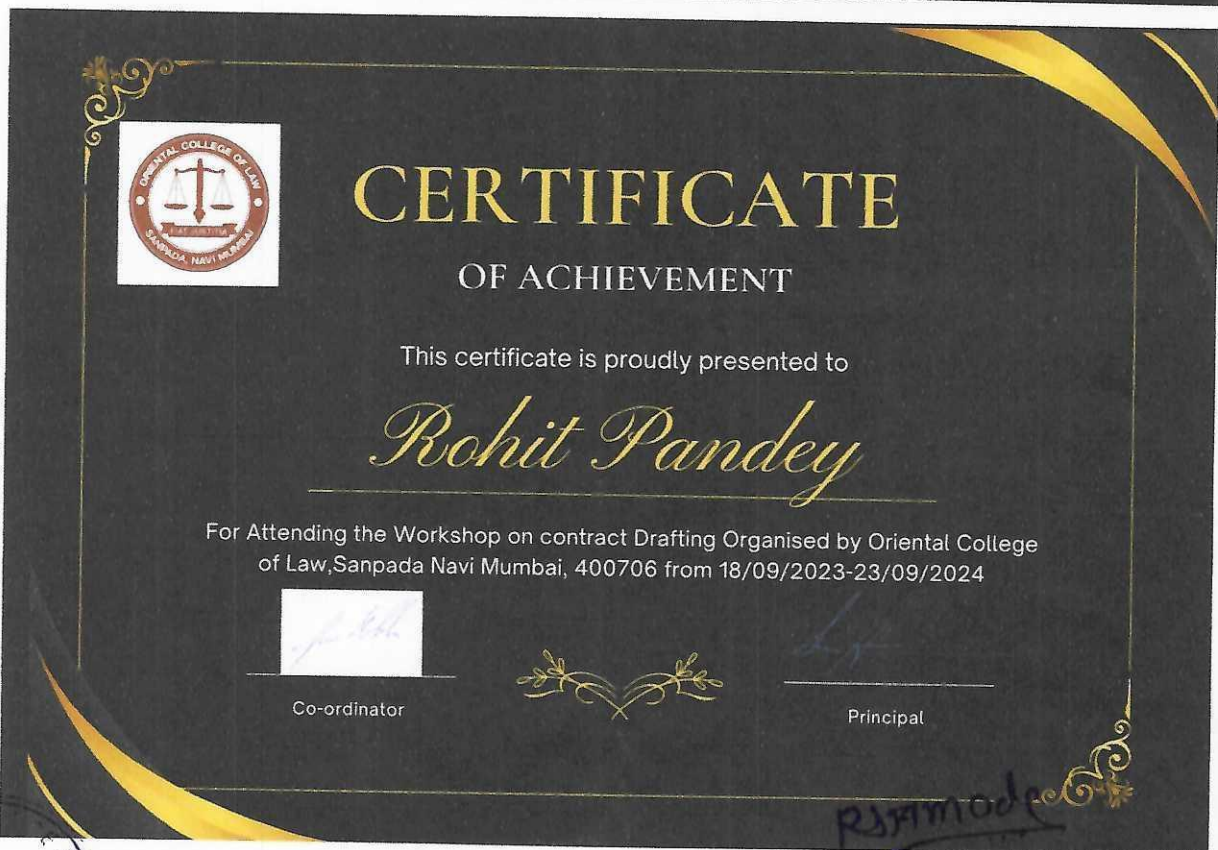 ORIENTAL COLLEGE OF LAW
FIAT JUSTITIA
SANPADA, NAVI MUMBAI
CERTIFICATE
OF ACHIEVEMENT
This certificate is proudly presented to
Rohit Pandey
For Attending the Workshop on contract Drafting Organised by Oriental College
of Law,Sanpada Navi Mumbai, 400706 from 18/09/2023-23/09/2024
Co-ordinator
Principal